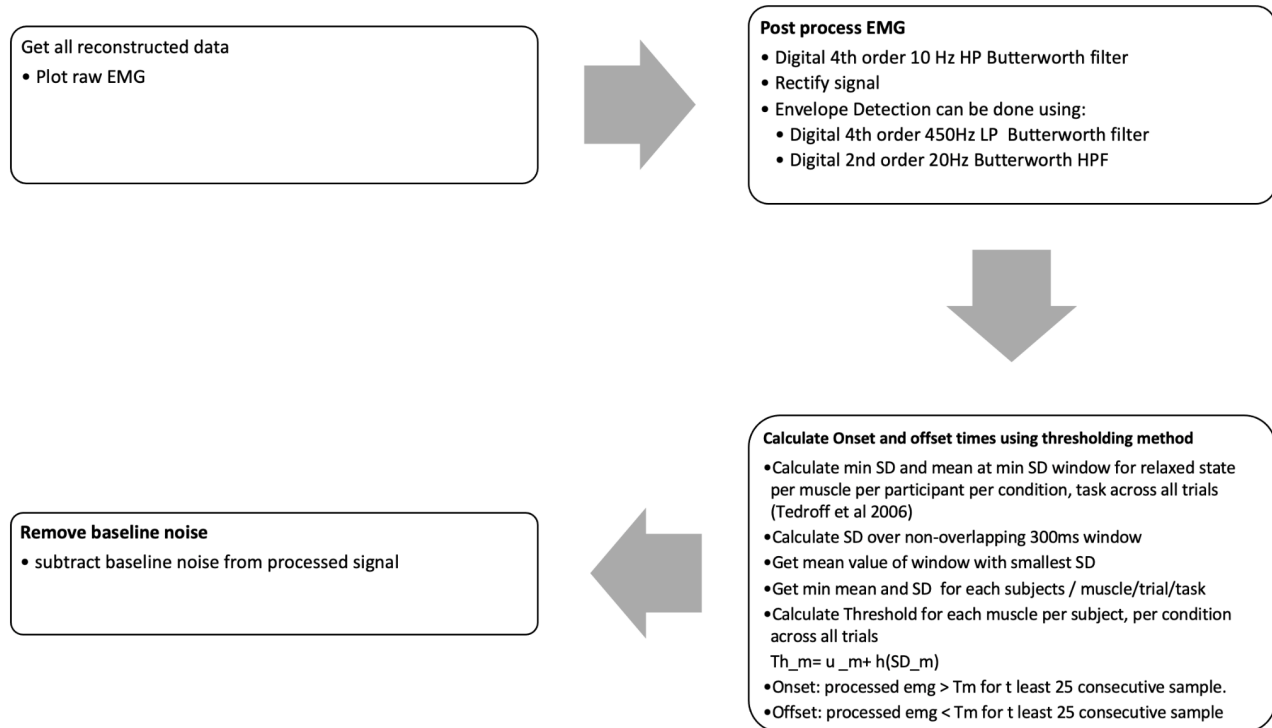 Get all reconstructed data
• Plot raw EMG
Post process EMG
• Digital 4th order 10 Hz HP Butterworth filter
• Rectify signal
• Envelope Detection can be done using:
• Digital 4th order 450Hz LP  Butterworth filter
• Digital 2nd order 20Hz Butterworth HPF
Calculate Onset and offset times using thresholding method
•Calculate min SD and mean at min SD window for relaxed state
per muscle per participant per condition, task across all trials
(Tedroff et al 2006)
•Calculate SD over non-overlapping 300ms window
•Get mean value of window with smallest SD
•Get min mean and SD  for each subjects / muscle/trial/task
•Calculate Threshold for each muscle per subject, per condition
across all trials
Th_m= u _m+ h(SD_m)
•Onset: processed emg > Tm for t least 25 consecutive sample.
•Offset: processed emg < Tm for t least 25 consecutive sample
Remove baseline noise
• subtract baseline noise from processed signal